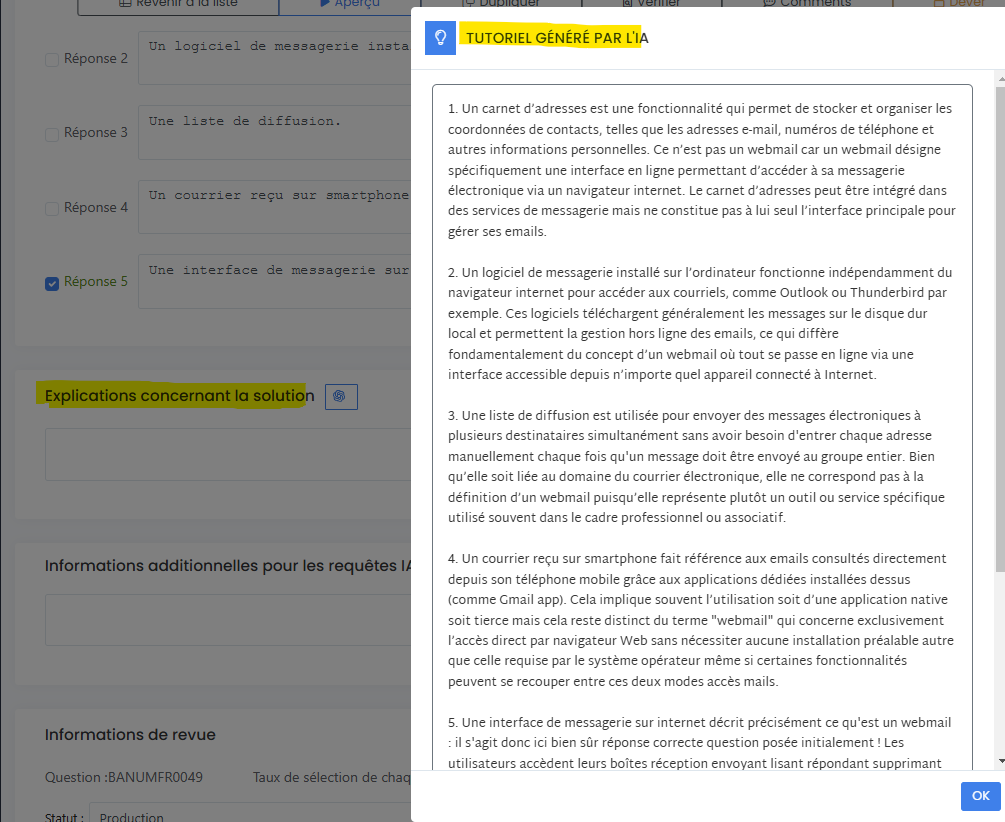 Revenir à la liste
Aperçu
Dupliquer
Vérifier
Comments
Réponse 2
Un logiciel de messagerie insta
Réponse 3
Une liste de diffusion.
Réponse 4
Un courrier reçu sur smartphone
Réponse 5
Une interface de messagerie sur
Explications concernant la solution
Informations additionnelles pour les requêtes IA
Informations de revue
Question :BANUMFR0049
Taux de sélection de chaq
Statut :
Production
TUTORIEL GÉNÉRÉ PAR L'IA
1. Un carnet d’adresses est une fonctionnalité qui permet de stocker et organiser les
coordonnées de contacts, telles que les adresses e-mail, numéros de téléphone et
autres informations personnelles. Ce n’est pas un webmail car un webmail désigne
spécifiquement une interface en ligne permettant d’accéder à sa messagerie
électronique via un navigateur internet. Le carnet d’adresses peut être intégré dans
des services de messagerie mais ne constitue pas à lui seul l’interface principale pour
gérer ses emails.
2. Un logiciel de messagerie installé sur l’ordinateur fonctionne indépendamment du
navigateur internet pour accéder aux courriels, comme Outlook ou Thunderbird par
exemple. Ces logiciels téléchargent généralement les messages sur le disque dur
local et permettent la gestion hors ligne des emails, ce qui diffère
fondamentalement du concept d’un webmail où tout se passe en ligne via une
interface accessible depuis n’importe quel appareil connecté à Internet.
3. Une liste de diffusion est utilisée pour envoyer des messages électroniques à
plusieurs destinataires simultanément sans avoir besoin d'entrer chaque adresse
manuellement chaque fois qu'un message doit être envoyé au groupe entier. Bien
qu’elle soit liée au domaine du courrier électronique, elle ne correspond pas à la
définition d’un webmail puisqu’elle représente plutôt un outil ou service spécifique
utilisé souvent dans le cadre professionnel ou associatif.
4. Un courrier reçu sur smartphone fait référence aux emails consultés directement
depuis son téléphone mobile grâce aux applications dédiées installées dessus
(comme Gmail app). Cela implique souvent l’utilisation soit d’une application native
soit tierce mais cela reste distinct du terme "webmail" qui concerne exclusivement
l’accès direct par navigateur Web sans nécessiter aucune installation préalable autre
que celle requise par le système opérateur même si certaines fonctionnalités
peuvent se recouper entre ces deux modes accès mails.
5. Une interface de messagerie sur internet décrit précisément ce qu'est un webmail
: il s'agit donc ici bien sûr réponse correcte question posée initialement ! Les
utilisateurs accèdent leurs boîtes réception envoyant lisant répondant supprimant
OK